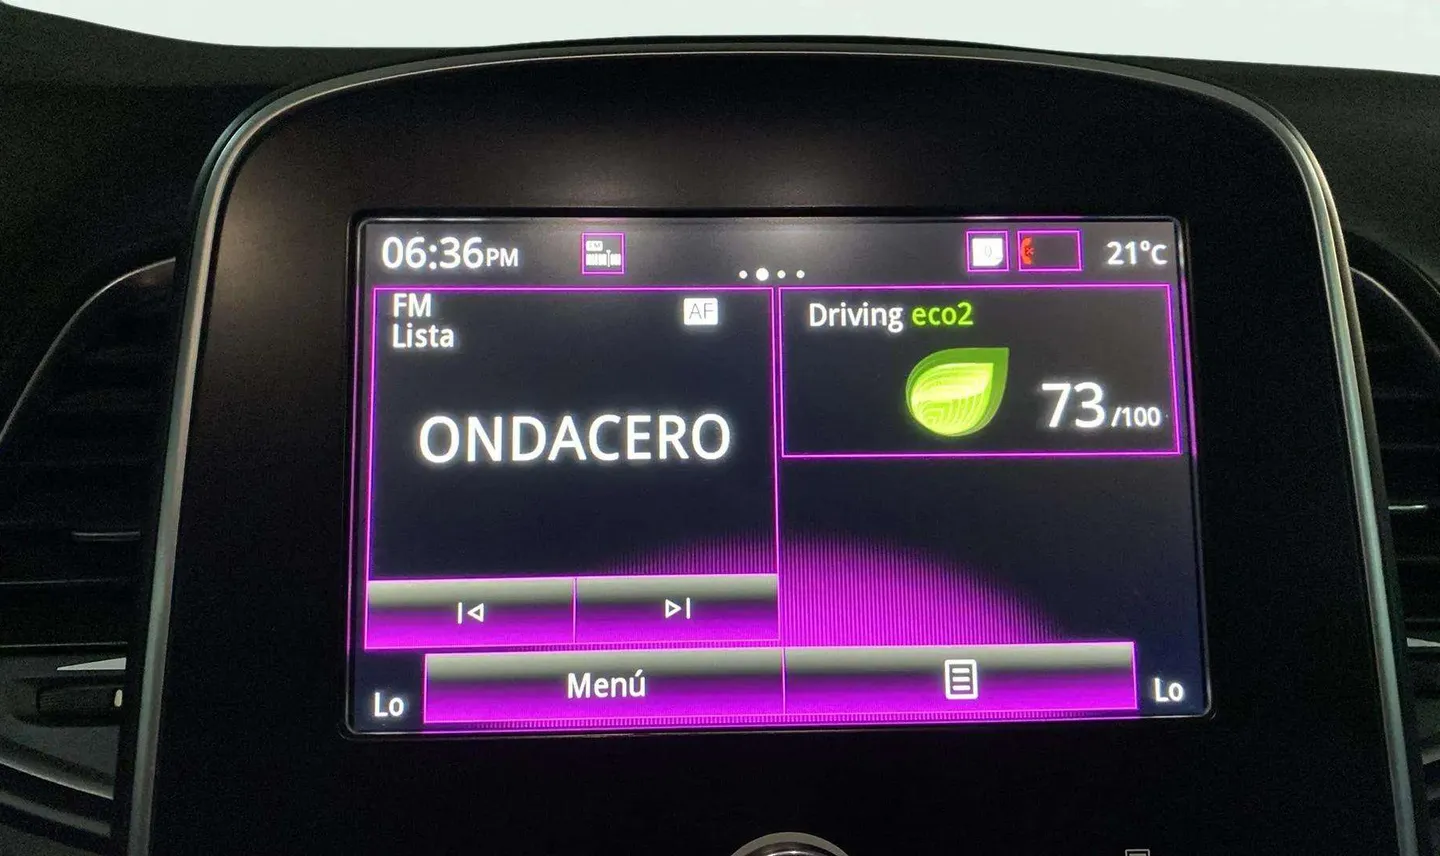 06:36PM
21°C
FM
Lista
AF
ONDACERO
Driving eco2
73/100
Lo
Menú
Lo